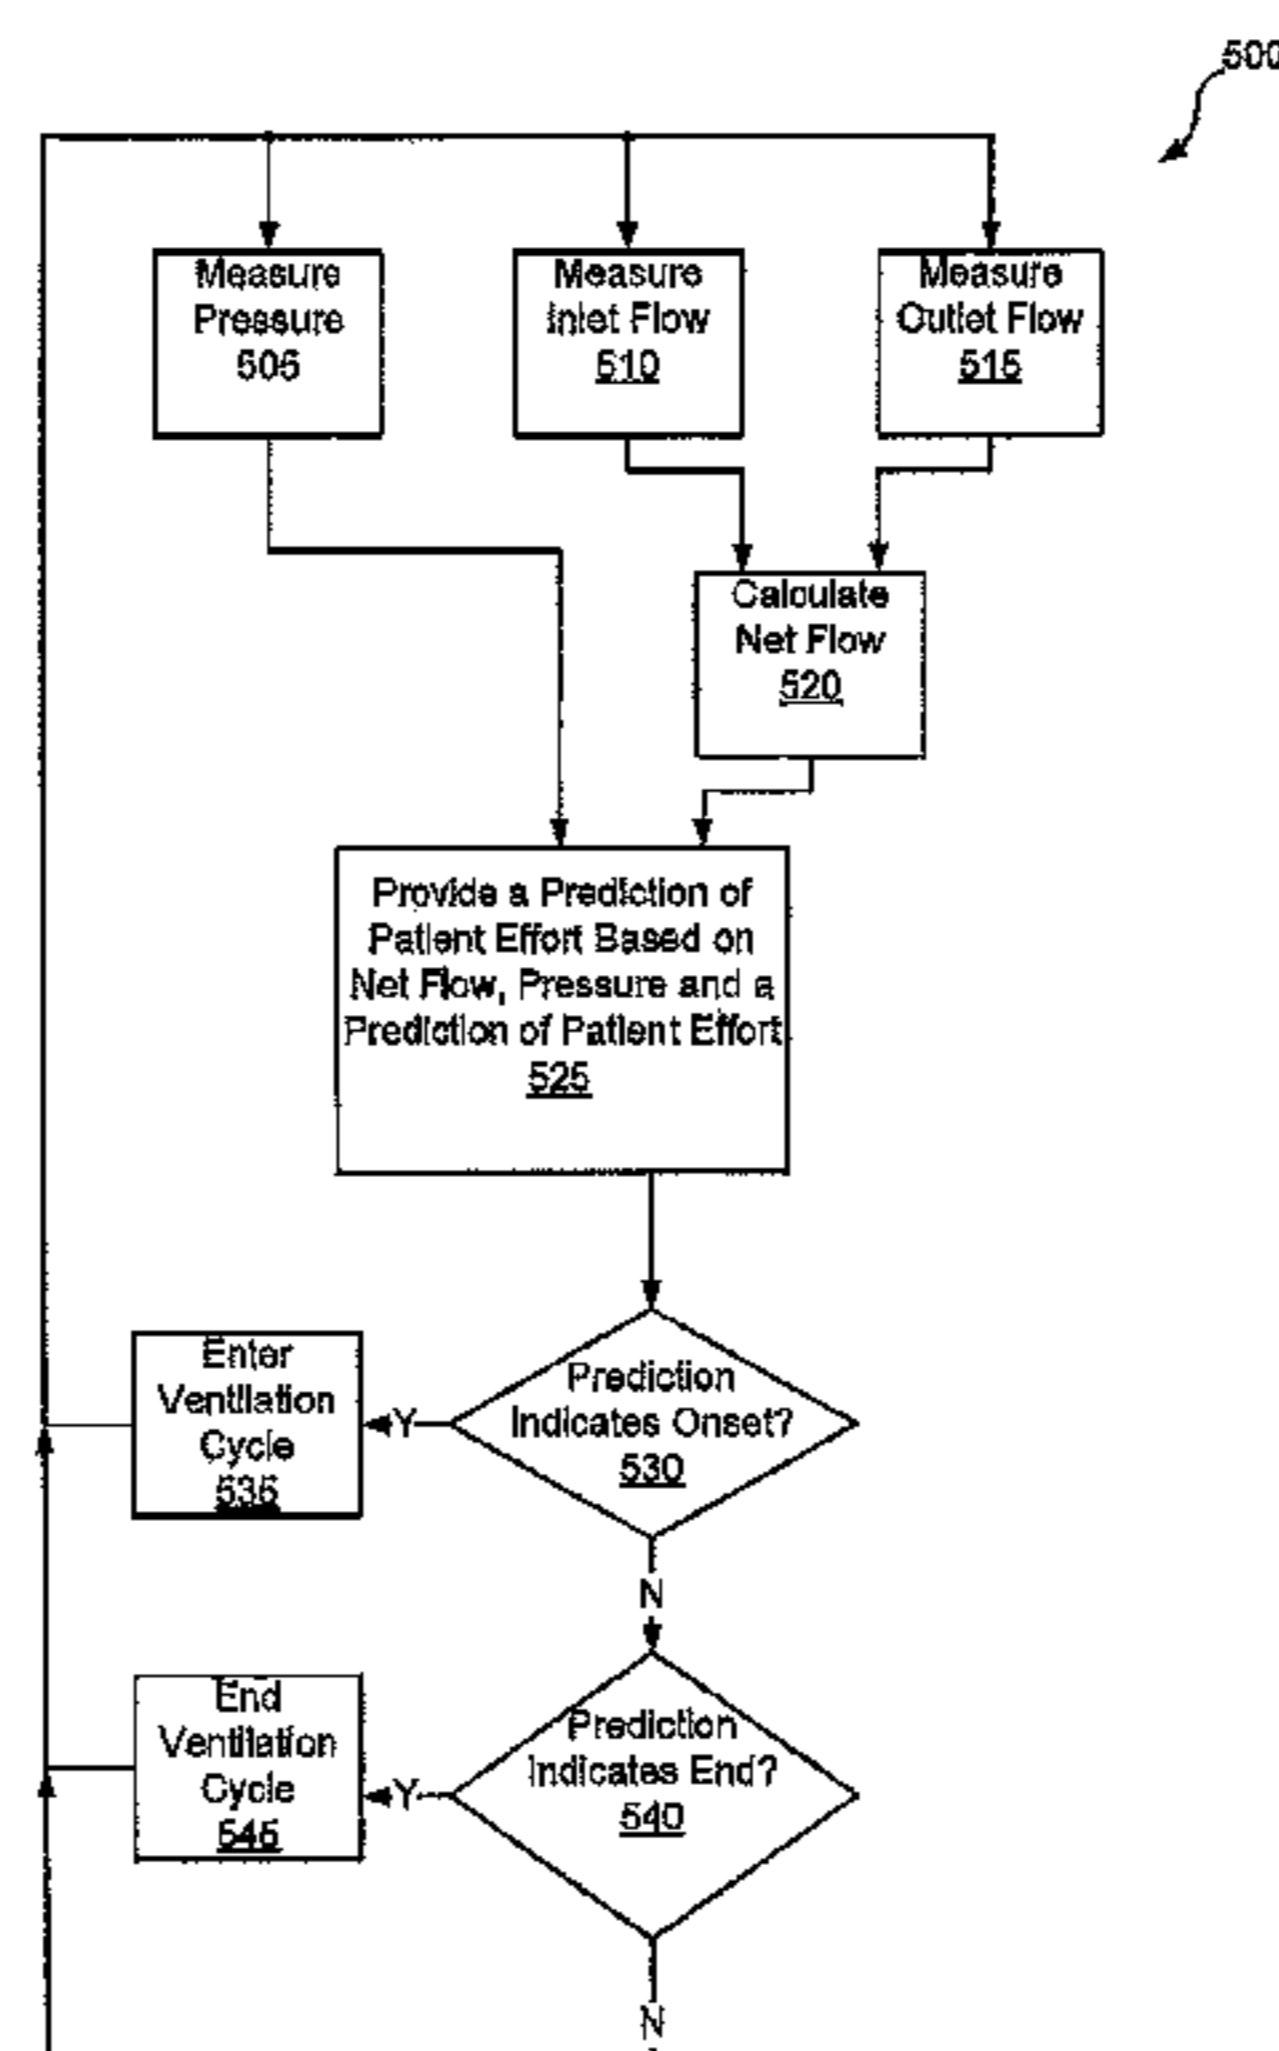 500
Measure
Pressure
505
Measure
Inlet Flow
510
Measure
Outlet Flow
515
Calculate
Net Flow
520
Provide a Prediction of
Patient Effort Based on
Net Flow, Pressure and a
Prediction of Patient Effort
525
Prediction
Indicates Onset?
530
Y
Enter
Ventilation
Cycle
535
N
Prediction
Indicates End?
540
Y
End
Ventilation
Cycle
545
N